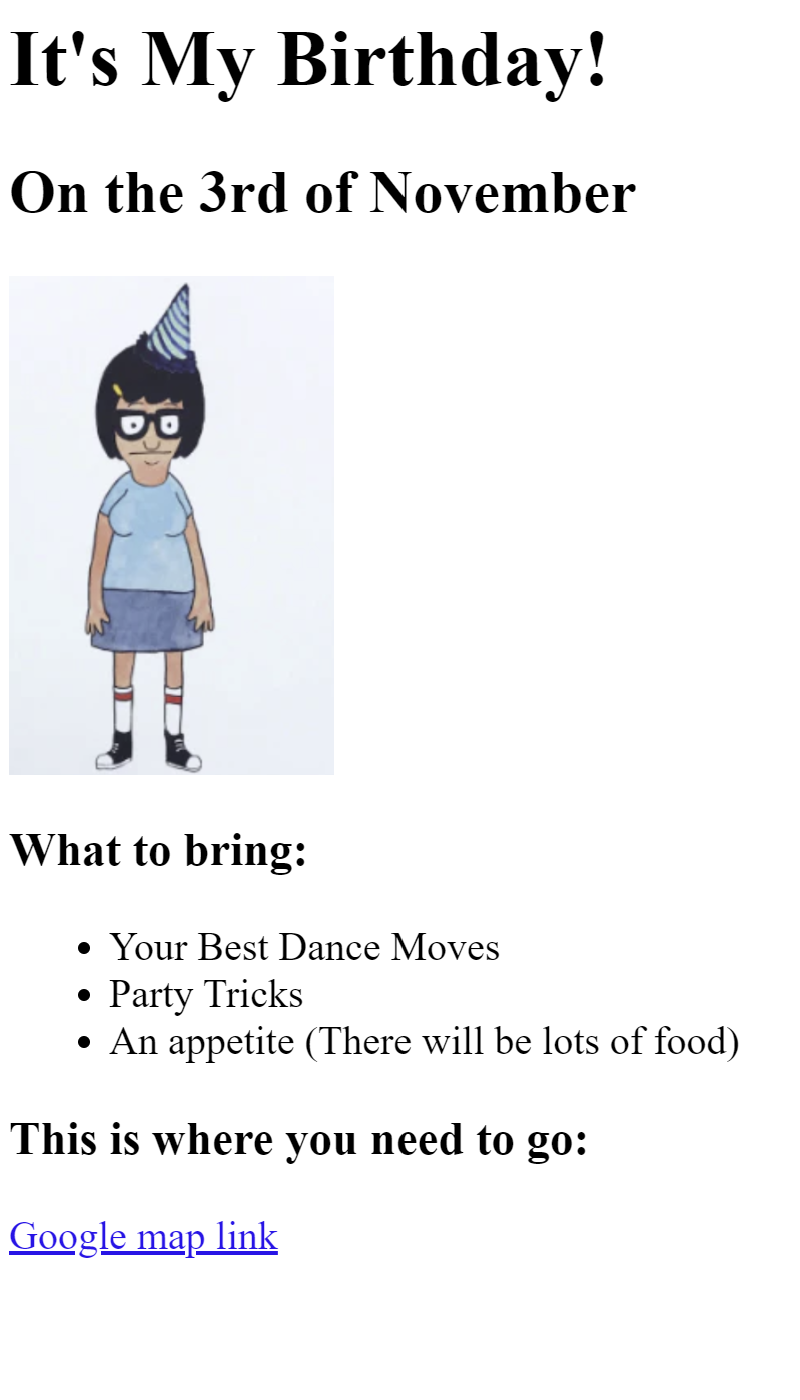 It's My Birthday!
On the 3rd of November
What to bring:
Your Best Dance Moves
Party Tricks
An appetite (There will be lots of food)
This is where you need to go:
Google map link